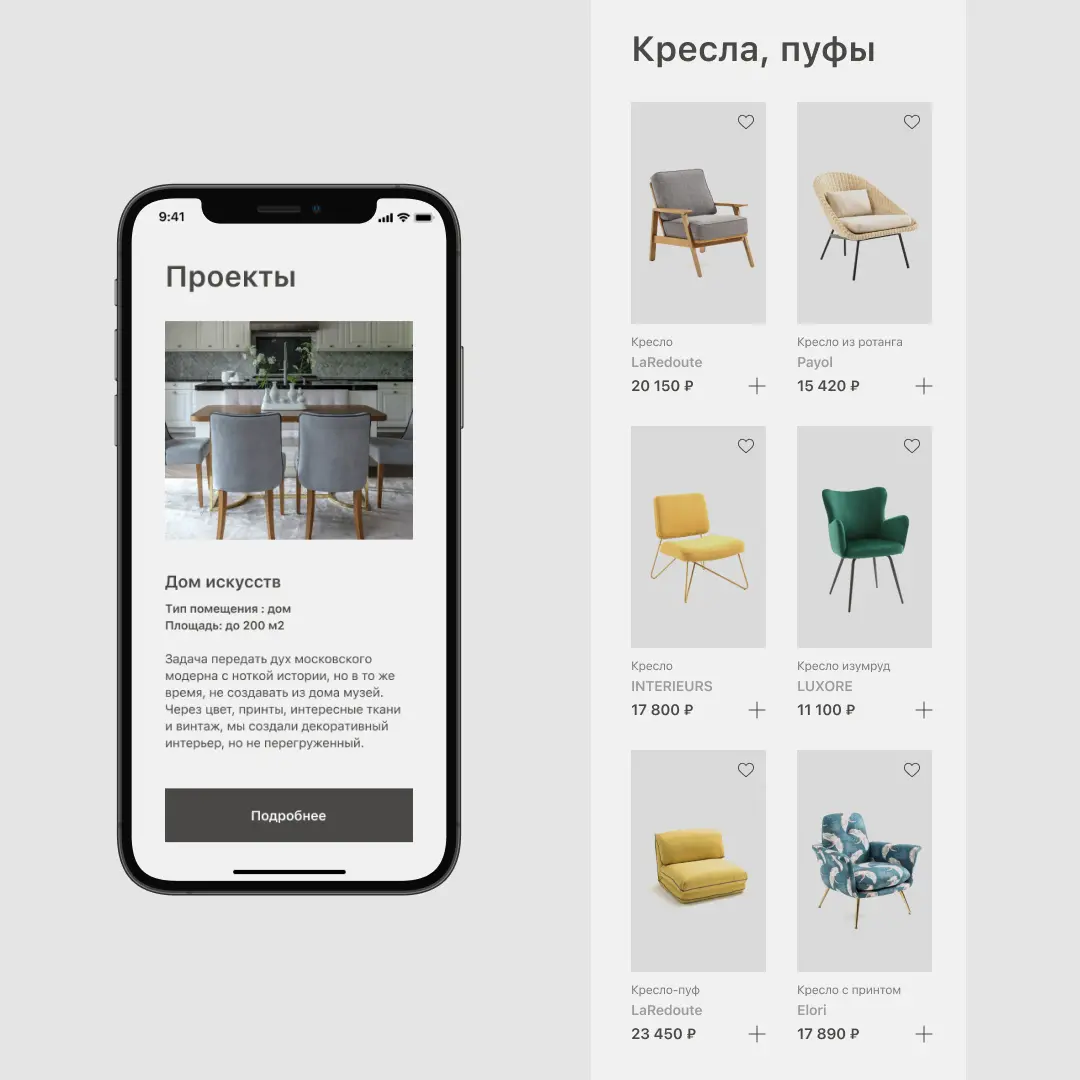 9:41
Проекты
Дом искусств
Тип помещения : дом
Площадь: до 200 м2
Задача передать дух московского
модерна с ноткой истории, но в то же
время, не создавать из дома музей.
Через цвет, принты, интересные ткани
и винтаж, мы создали декоративный
интерьер, но не перегруженный.
Подробнее
Кресла, пуфы
Кресло
LaRedoute
20 150 ₽
Кресло из ротанга
Payol
15 420 ₽
Кресло
INTERIEURS
17 800 ₽
Кресло изумруд
LUXORE
11 100 ₽
Кресло-пуф
LaRedoute
23 450 ₽
Кресло с принтом
Elori
17 890 ₽